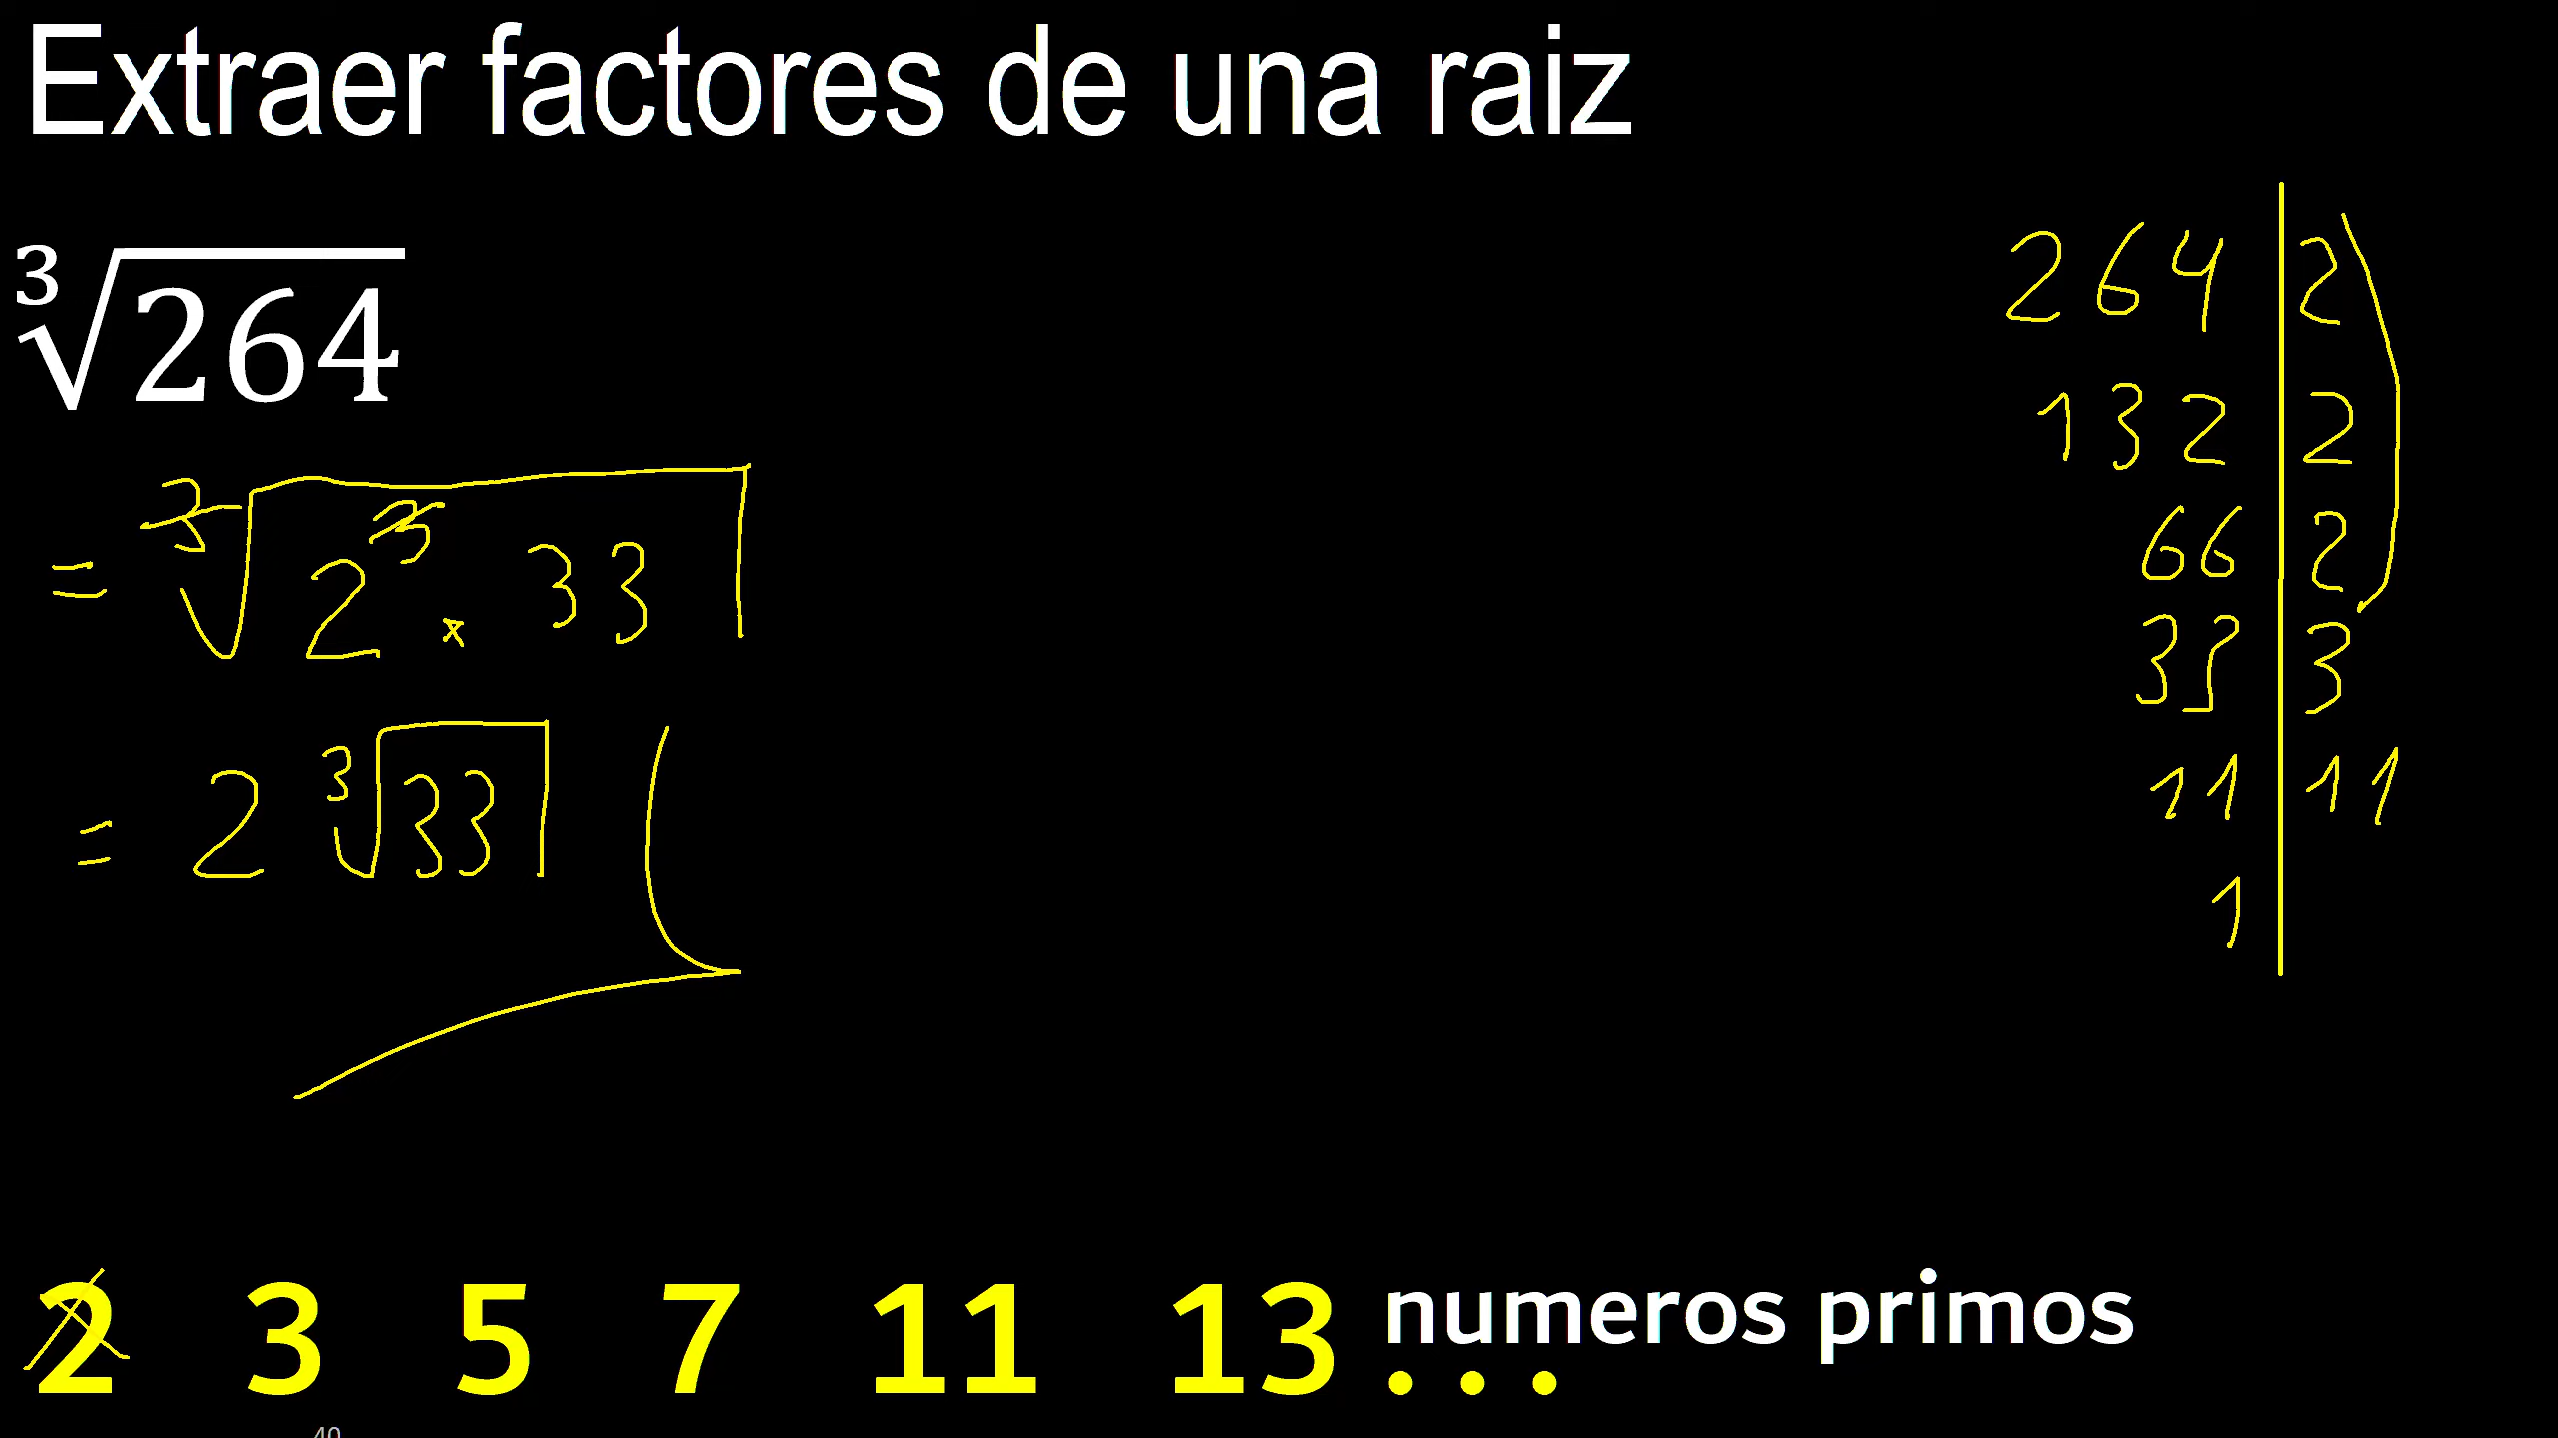 Extraer factores de una raiz
∛264
= ∛2³ · 33
= 2 ∛33
264 | 2
132 | 2
66 | 2
33 | 3
11 | 11
1
2 3 5 7 11 13 ... numeros primos